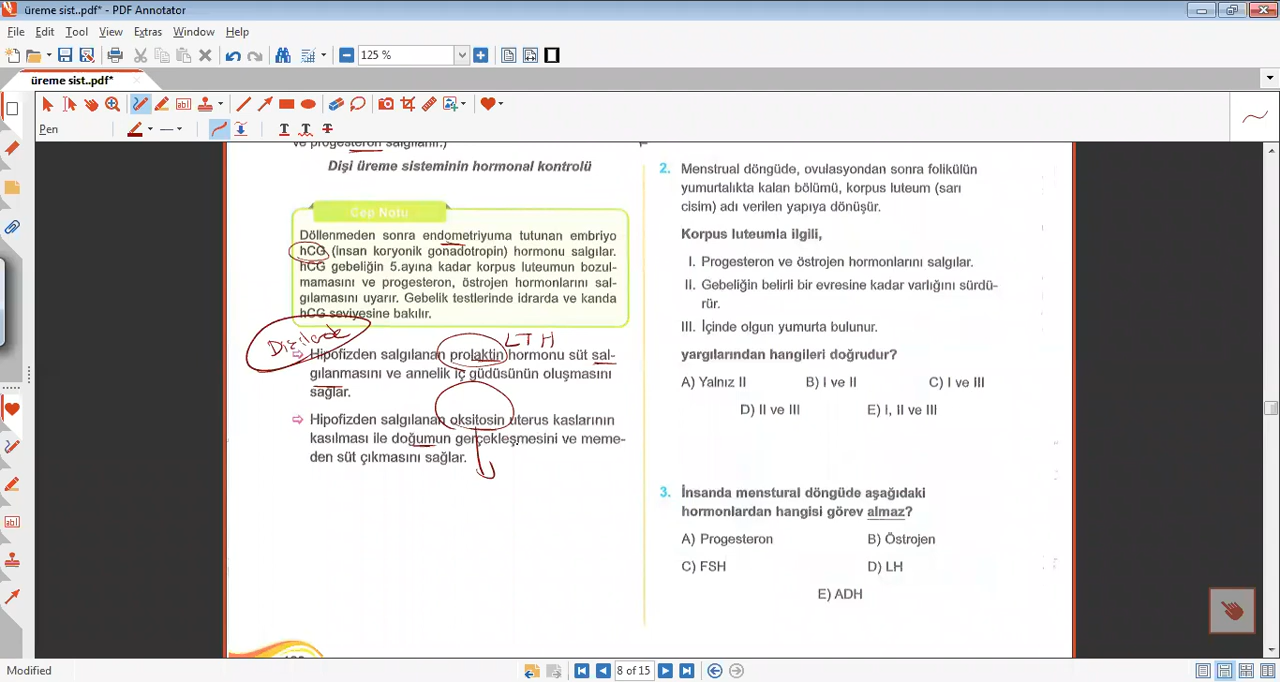 üreme sist..pdf* - PDF Annotator
File Edit Tool View Extras Window Help
125 %
üreme sist..pdf*
Pen
ve progesteron salgılanır.)
Dişi üreme sisteminin hormonal kontrolü
Cep Notu
Döllenmeden sonra endometriyuma tutunan embriyo
hCG (insan koryonik gonadotropin) hormonu salgılar.
hCG gebeliğin 5.ayına kadar korpus luteumun bozul-
mamasını ve progesteron, östrojen hormonlarını sal-
gılamasını uyarır. Gebelik testlerinde idrarda ve kanda
hCG seviyesine bakılır.
Dişilerde
LTH
Hipofizden salgılanan prolaktin hormonu süt sal-
gılanmasını ve annelik iç güdüsünün oluşmasını
sağlar.
Hipofizden salgılanan oksitosin uterus kaslarının
kasılması ile doğumun gerçekleşmesini ve meme-
den süt çıkmasını sağlar.
2. Menstrual döngüde, ovulasyondan sonra folikülün
yumurtalıkta kalan bölümü, korpus luteum (sarı
cisim) adı verilen yapıya dönüşür.
Korpus luteumla ilgili,
I. Progesteron ve östrojen hormonlarını salgılar.
II. Gebeliğin belirli bir evresine kadar varlığını sürdü-
rür.
III. İçinde olgun yumurta bulunur.
yargılarından hangileri doğrudur?
A) Yalnız II B) I ve II C) I ve III
D) II ve III E) I, II ve III
3. İnsanda menstural döngüde aşağıdaki
hormonlardan hangisi görev almaz?
A) Progesteron B) Östrojen
C) FSH D) LH
E) ADH
Modified
8 of 15